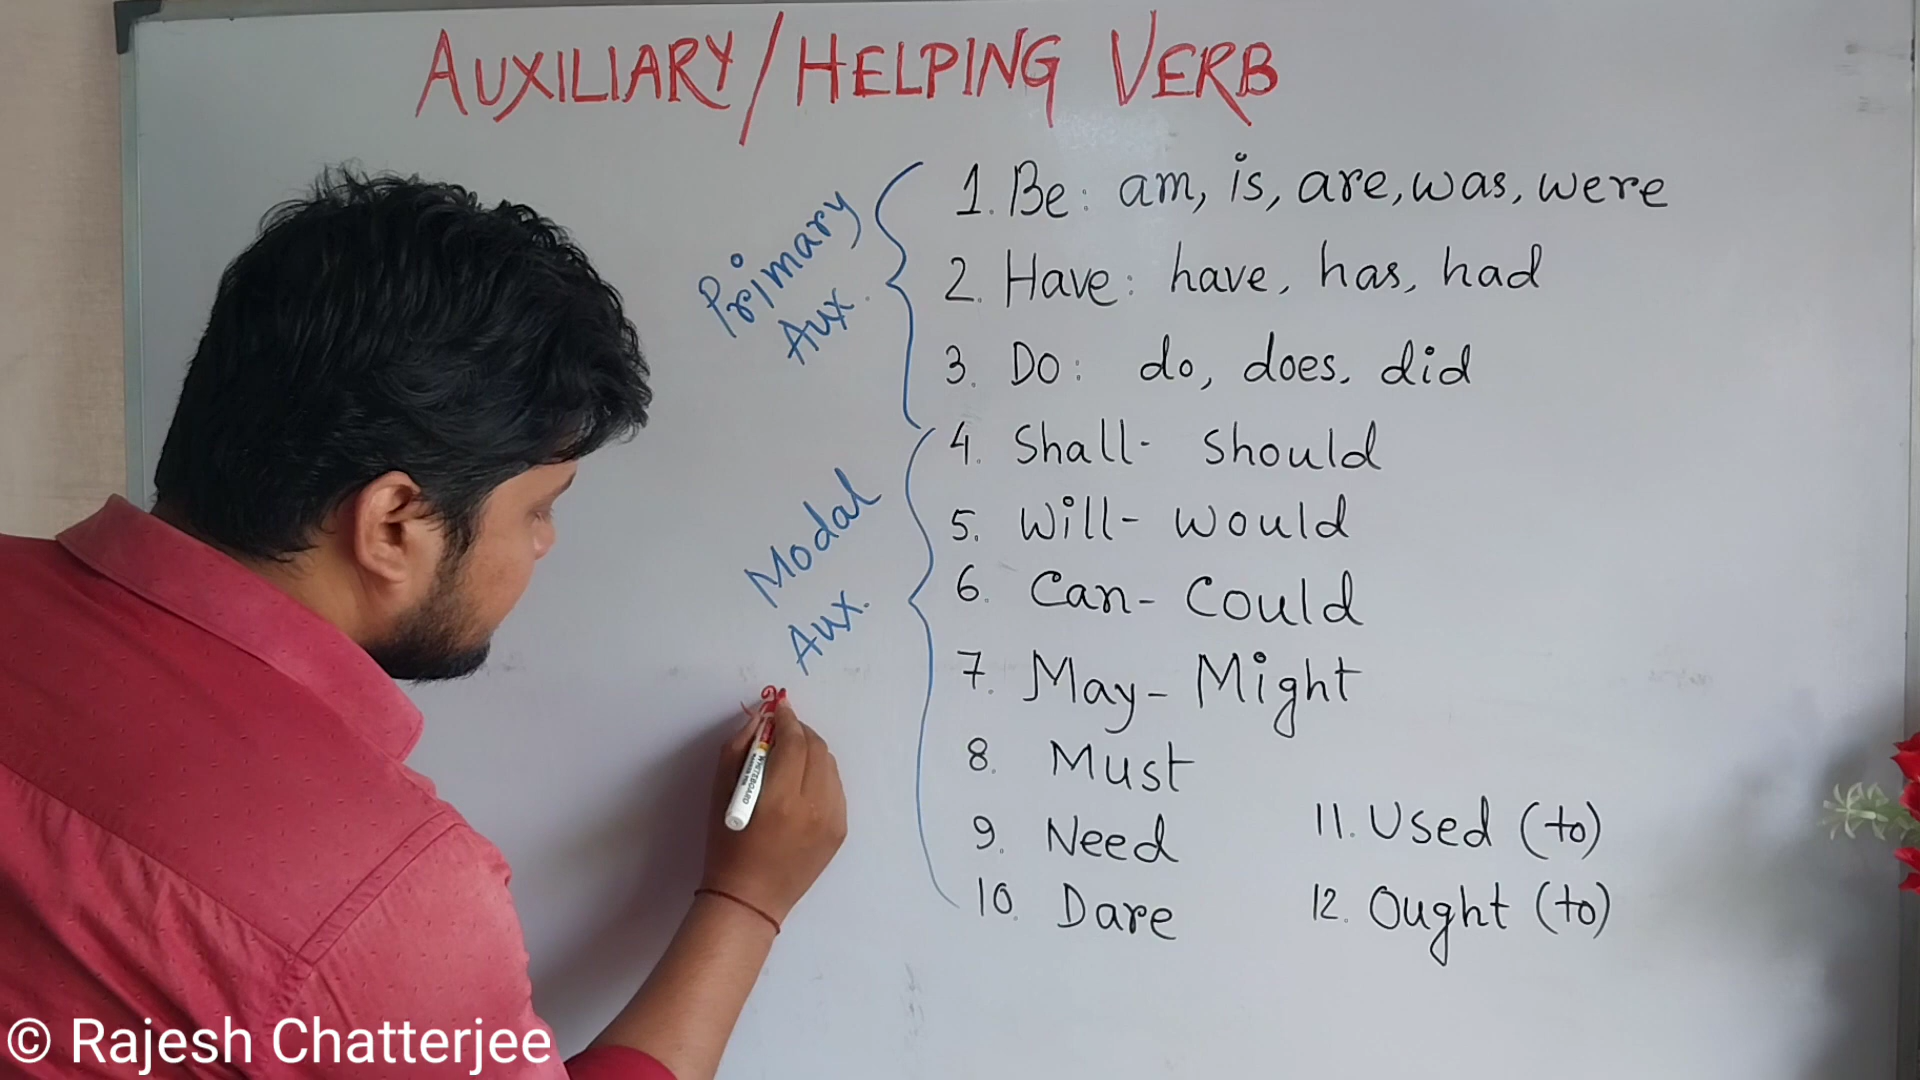 AUXILIARY/HELPING VERB
Primary
Aux.
1. Be: am, is, are, was, were
2. Have: have, has, had
3. Do: do, does, did
Modal
Aux.
4. Shall- should
5. Will- would
6. Can- Could
7. May- Might
8. Must
9. Need
10. Dare
11. Used (to)
12. Ought (to)
WHITEBOARD
© Rajesh Chatterjee